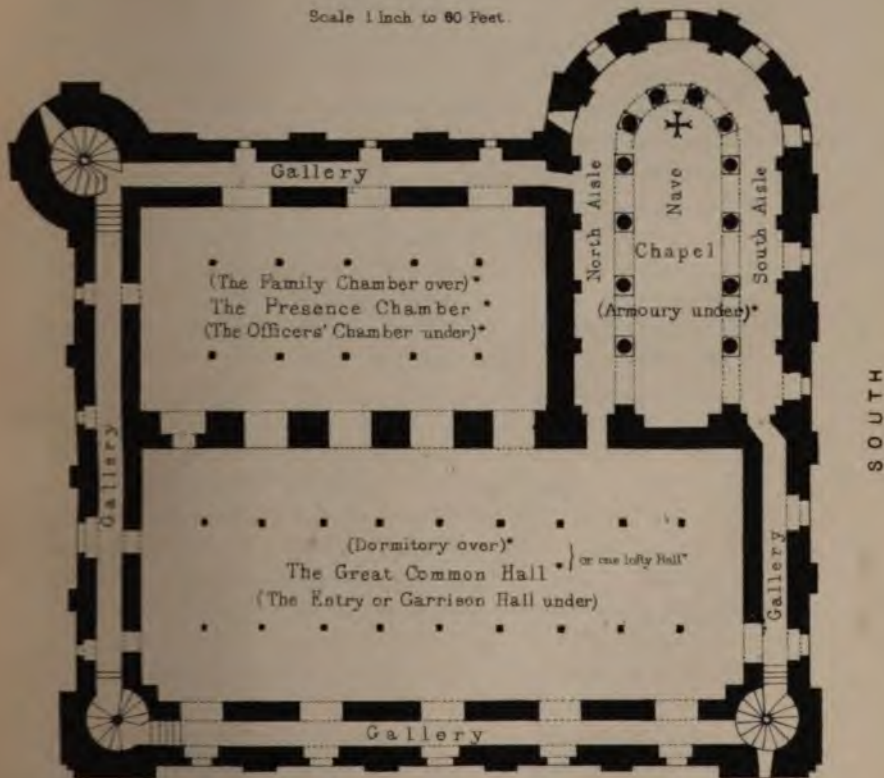 Scale 1 Inch to 60 Feet.
Gallery
North Aisle
Nave
South Aisle
Chapel
(Armoury under)*
(The Family Chamber over)*
The Presence Chamber *
(The Officers' Chamber under)*
SOUTH
Gallery
(Dormitory over)*
The Great Common Hall *
} or one lofty Hall*
(The Entry or Garrison Hall under)
Gallery
Gallery